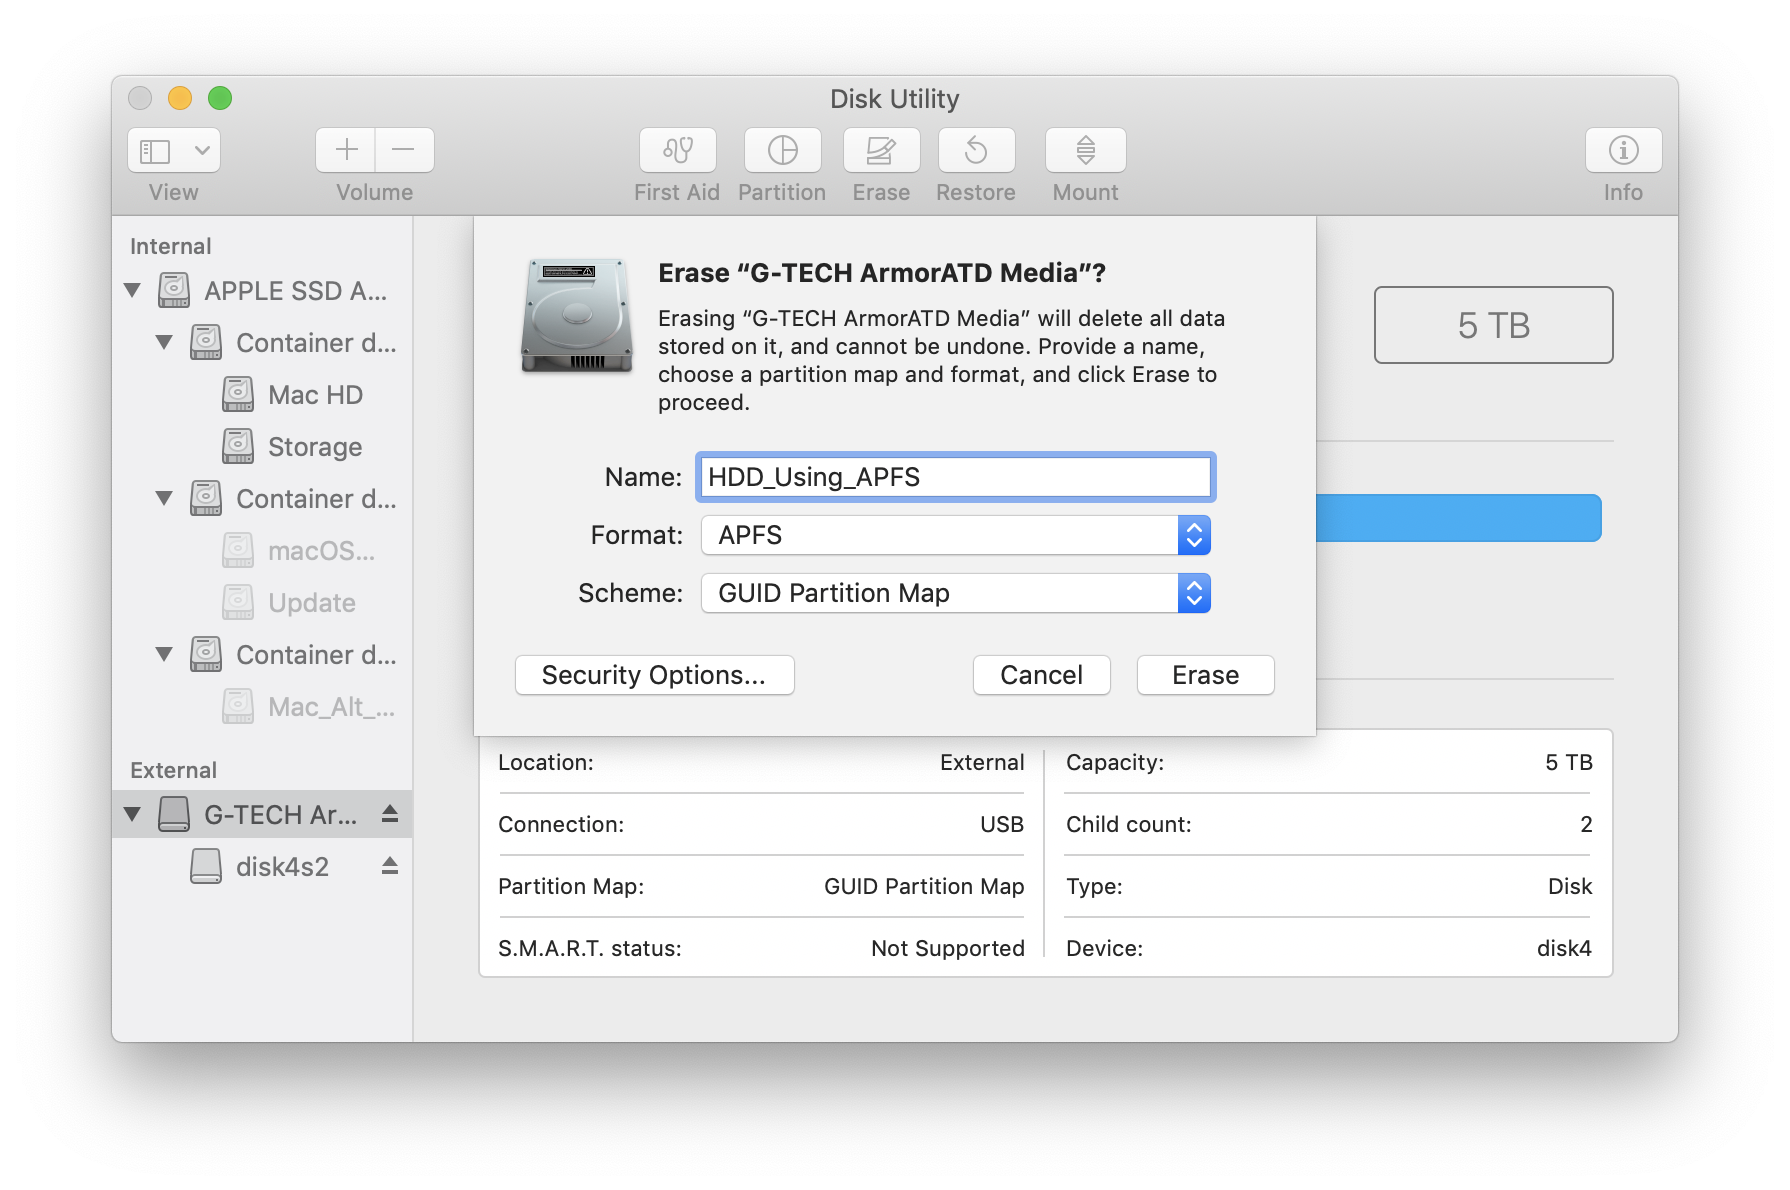 Disk Utility
View
Volume
First Aid
Partition
Erase
Restore
Mount
Info
Internal
APPLE SSD A...
Container d...
Mac HD
Storage
Container d...
macOS...
Update
Container d...
Mac_Alt_...
External
G-TECH Ar...
disk4s2
Erase “G-TECH ArmorATD Media”?
Erasing “G-TECH ArmorATD Media” will delete all data
stored on it, and cannot be undone. Provide a name,
choose a partition map and format, and click Erase to
proceed.
Name: HDD_Using_APFS
Format: APFS
Scheme: GUID Partition Map
Security Options...
Cancel
Erase
5 TB
Location: External
Connection: USB
Partition Map: GUID Partition Map
S.M.A.R.T. status: Not Supported
Capacity: 5 TB
Child count: 2
Type: Disk
Device: disk4